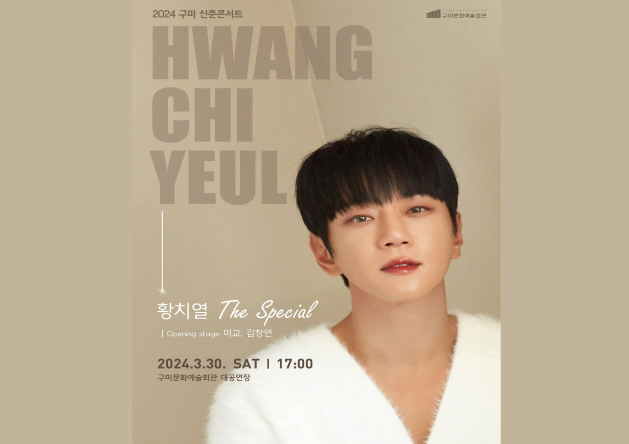 2024 구미 신춘콘서트
구미문화예술회관
HWANG
CHI
YEUL
황치열 The Special
| Opening stage 미교, 김창연
2024.3.30. SAT | 17:00
구미문화예술회관 대공연장